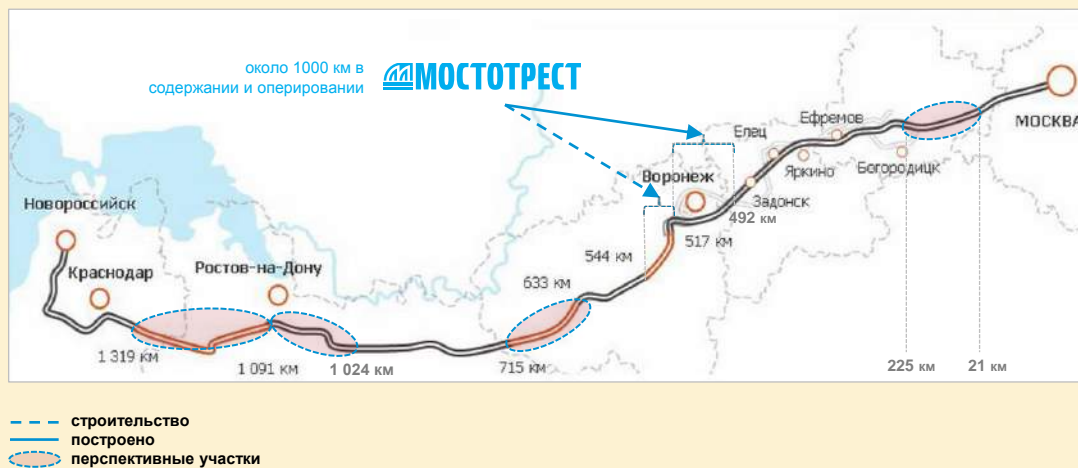 около 1000 км в
содержании и оперировании
МОСТОТРЕСТ
МОСКВА
Ефремов
Елец
Яркино
Богородицк
Воронеж
Задонск
492 км
517 км
544 км
633 км
Новороссийск
Краснодар
Ростов-на-Дону
1 319 км
1 091 км
1 024 км
715 км
225 км
21 км
строительство
построено
перспективные участки